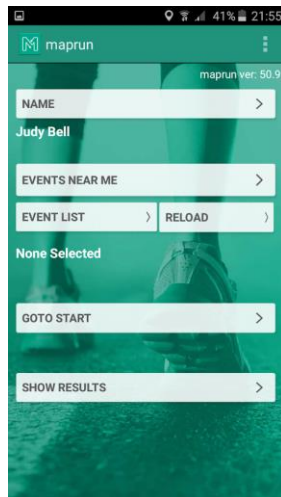 41% 21:55
maprun
maprun ver: 50.9
NAME
Judy Bell
EVENTS NEAR ME
EVENT LIST RELOAD
None Selected
GOTO START
SHOW RESULTS